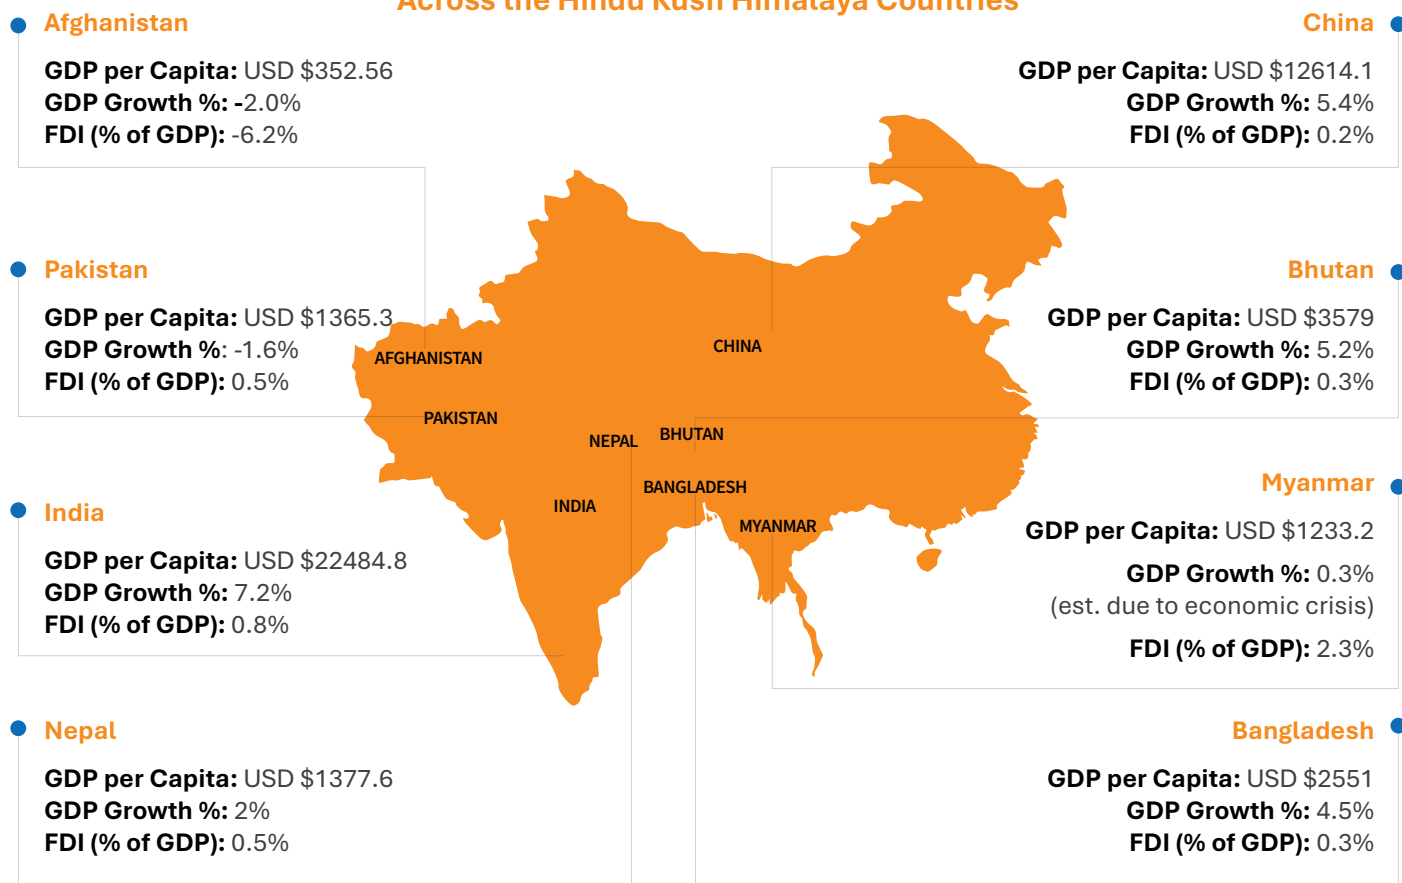 Across the Hindu Kush Himalaya Countries
Afghanistan
GDP per Capita: USD $352.56
GDP Growth %: -2.0%
FDI (% of GDP): -6.2%
China
GDP per Capita: USD $12614.1
GDP Growth %: 5.4%
FDI (% of GDP): 0.2%
Pakistan
GDP per Capita: USD $1365.3
GDP Growth %: -1.6%
FDI (% of GDP): 0.5%
Bhutan
GDP per Capita: USD $3579
GDP Growth %: 5.2%
FDI (% of GDP): 0.3%
AFGHANISTAN
CHINA
PAKISTAN
NEPAL
BHUTAN
BANGLADESH
INDIA
MYANMAR
India
GDP per Capita: USD $22484.8
GDP Growth %: 7.2%
FDI (% of GDP): 0.8%
Myanmar
GDP per Capita: USD $1233.2
GDP Growth %: 0.3%
(est. due to economic crisis)
FDI (% of GDP): 2.3%
Nepal
GDP per Capita: USD $1377.6
GDP Growth %: 2%
FDI (% of GDP): 0.5%
Bangladesh
GDP per Capita: USD $2551
GDP Growth %: 4.5%
FDI (% of GDP): 0.3%